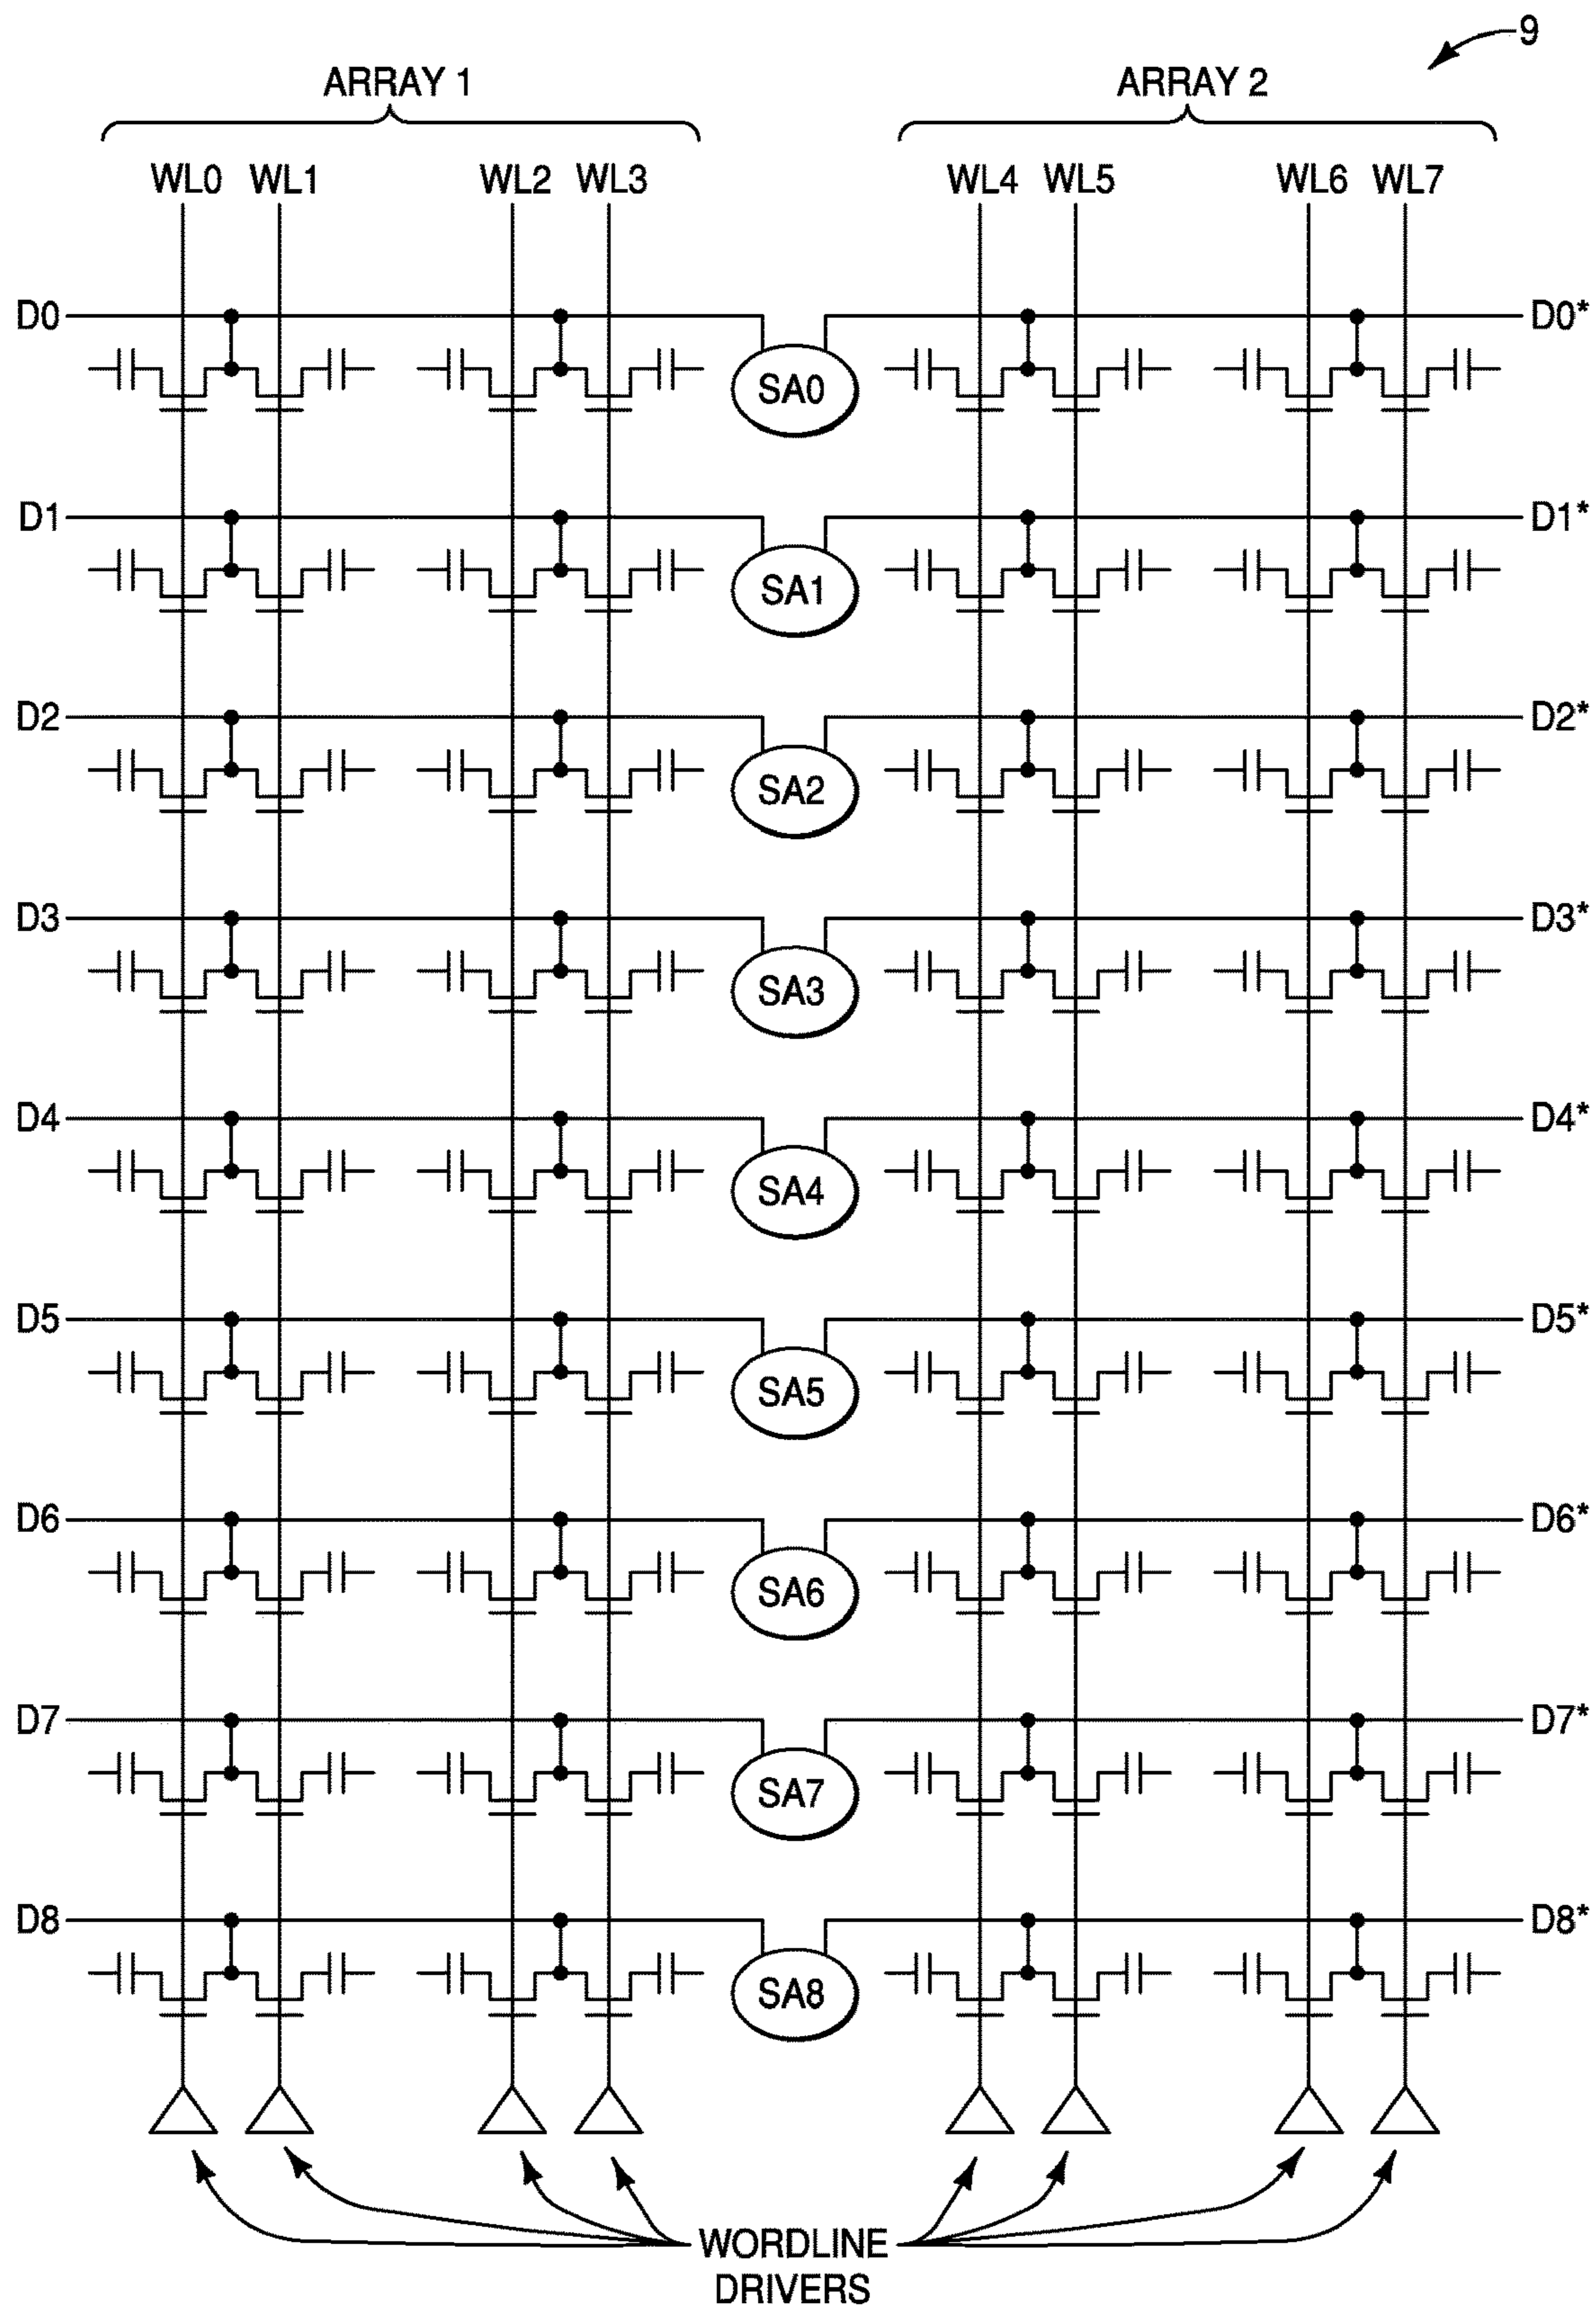 9
ARRAY 1 ARRAY 2
WL0 WL1 WL2 WL3 WL4 WL5 WL6 WL7
D0 SA0 D0*
D1 SA1 D1*
D2 SA2 D2*
D3 SA3 D3*
D4 SA4 D4*
D5 SA5 D5*
D6 SA6 D6*
D7 SA7 D7*
D8 SA8 D8*
WORDLINE
DRIVERS